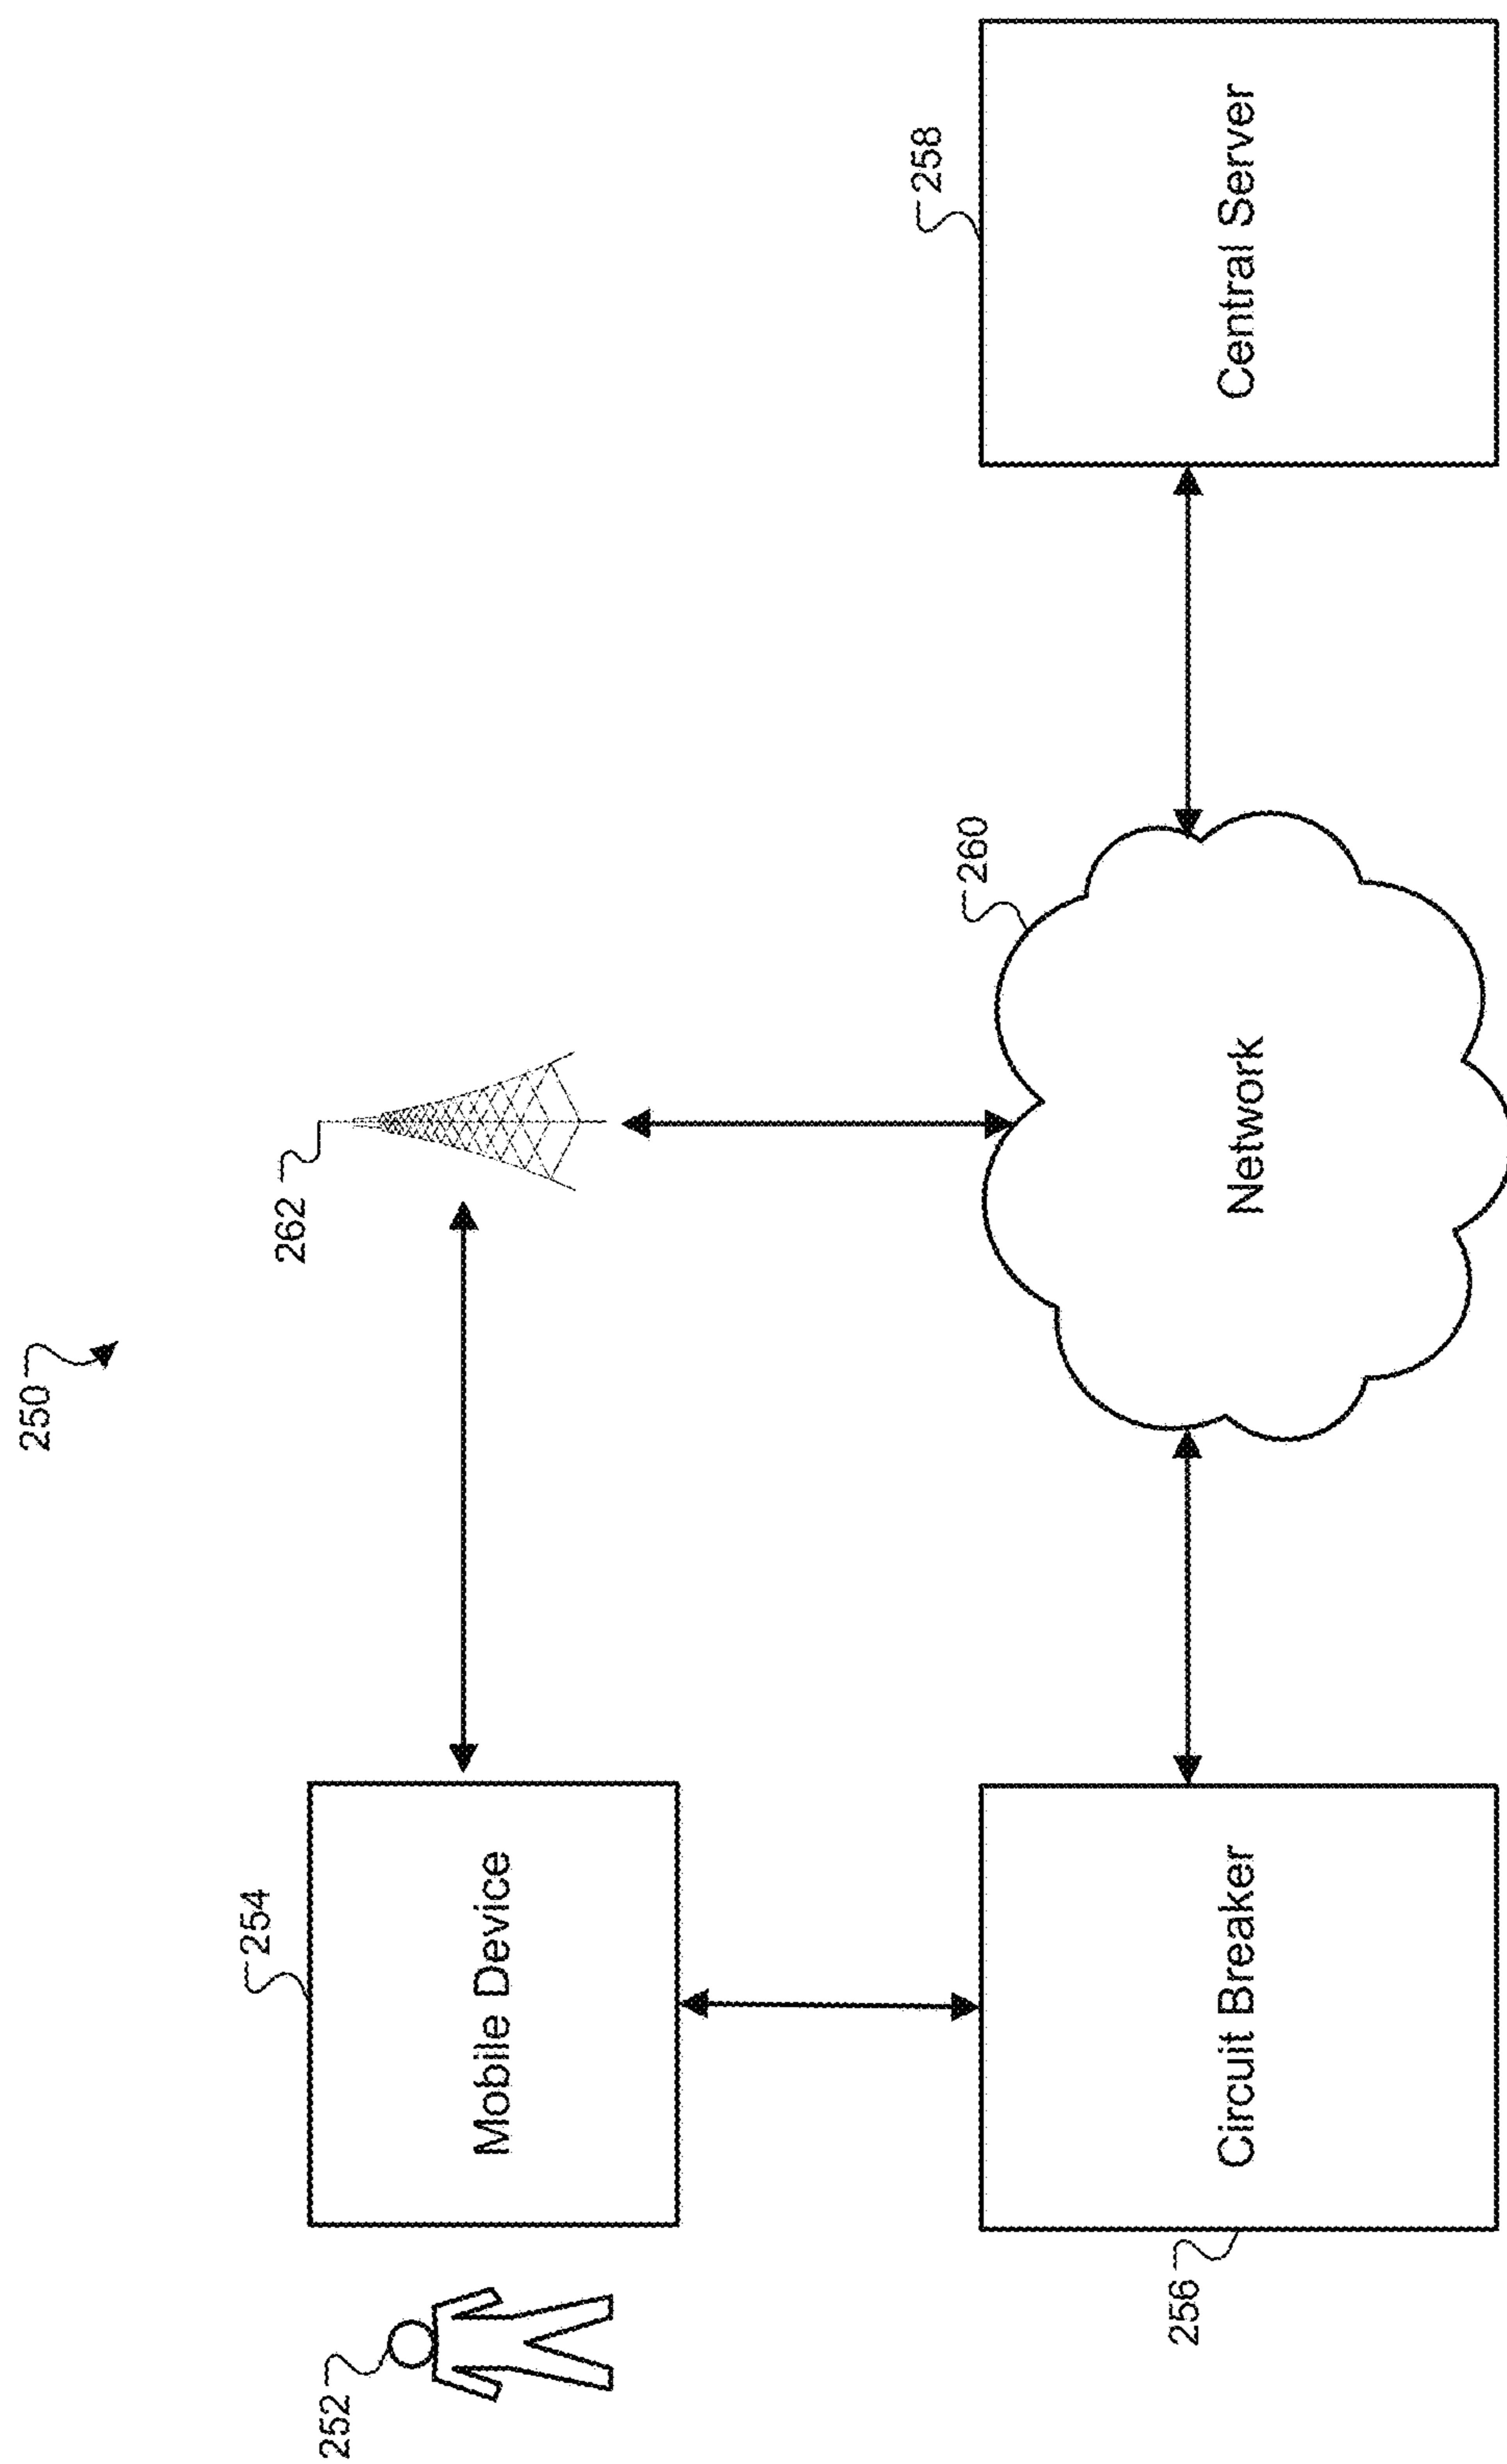 250
252
254
Mobile Device
262
256
Circuit Breaker
260
Network
258
Central Server